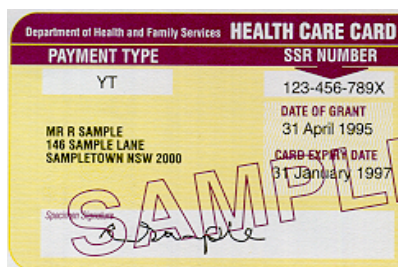 Department of Health and Family Services HEALTH CARE CARD
PAYMENT TYPE
YT
SSR NUMBER
123-456-789X
DATE OF GRANT
31 April 1995
MR R SAMPLE
146 SAMPLE LANE
SAMPLETOWN NSW 2000
CARD EXPIRY DATE
31 January 1997
SAMPLE
Specimen Signature
R Sample